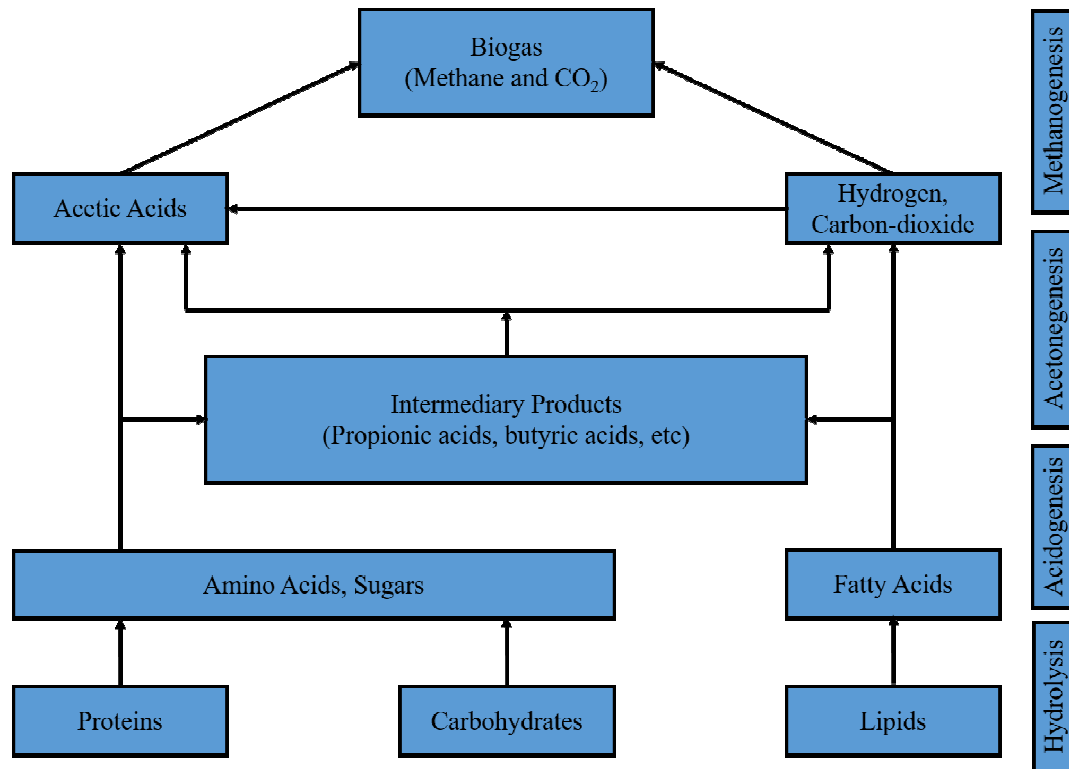 Biogas
(Methane and CO₂)
Acetic Acids
Hydrogen,
Carbon-dioxide
Intermediary Products
(Propionic acids, butyric acids, etc)
Amino Acids, Sugars
Fatty Acids
Proteins
Carbohydrates
Lipids
Methanogenesis
Acetonegenesis
Acidogenesis
Hydrolysis